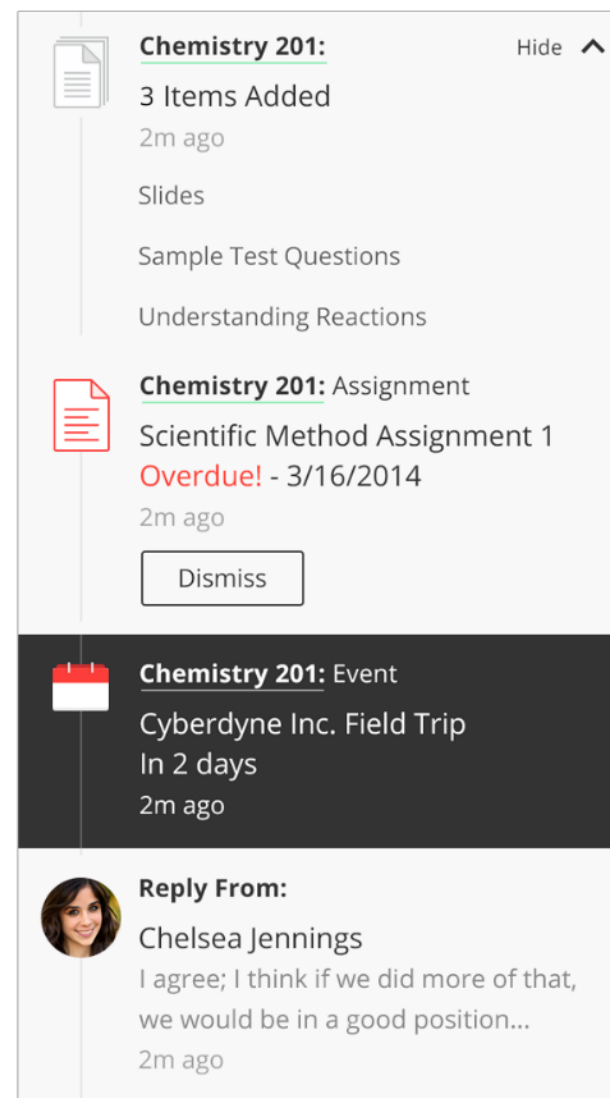 Chemistry 201: Hide
3 Items Added
2m ago
Slides
Sample Test Questions
Understanding Reactions
Chemistry 201: Assignment
Scientific Method Assignment 1
Overdue! - 3/16/2014
2m ago
Dismiss
Chemistry 201: Event
Cyberdyne Inc. Field Trip
In 2 days
2m ago
Reply From:
Chelsea Jennings
I agree; I think if we did more of that,
we would be in a good position...
2m ago